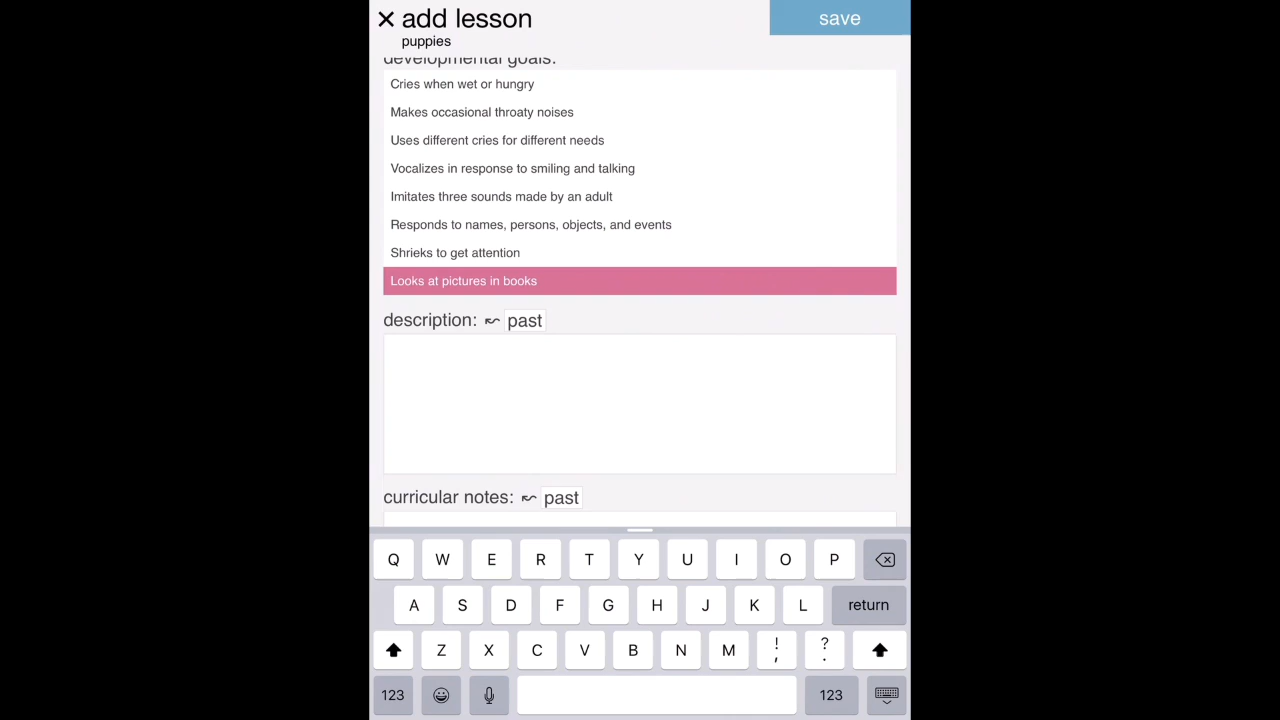 × add lesson
save
puppies
developmental goals:
Cries when wet or hungry
Makes occasional throaty noises
Uses different cries for different needs
Vocalizes in response to smiling and talking
Imitates three sounds made by an adult
Responds to names, persons, objects, and events
Shrieks to get attention
Looks at pictures in books
description: past
curricular notes: past
Q W E R T Y U I O P
A S D F G H J K L return
Z X C V B N M ! , ? .
123 123